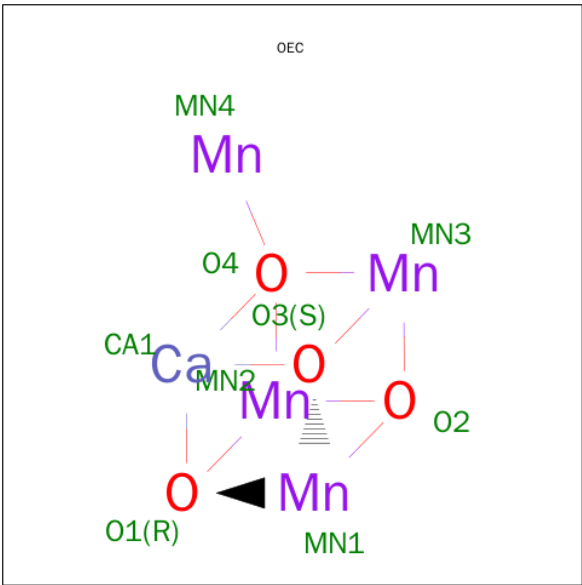 OEC
MN4
Mn
MN3
O4 O Mn
O3(S)
CA1 Ca O
MN2 Mn O
O2
O Mn
O1(R)
MN1